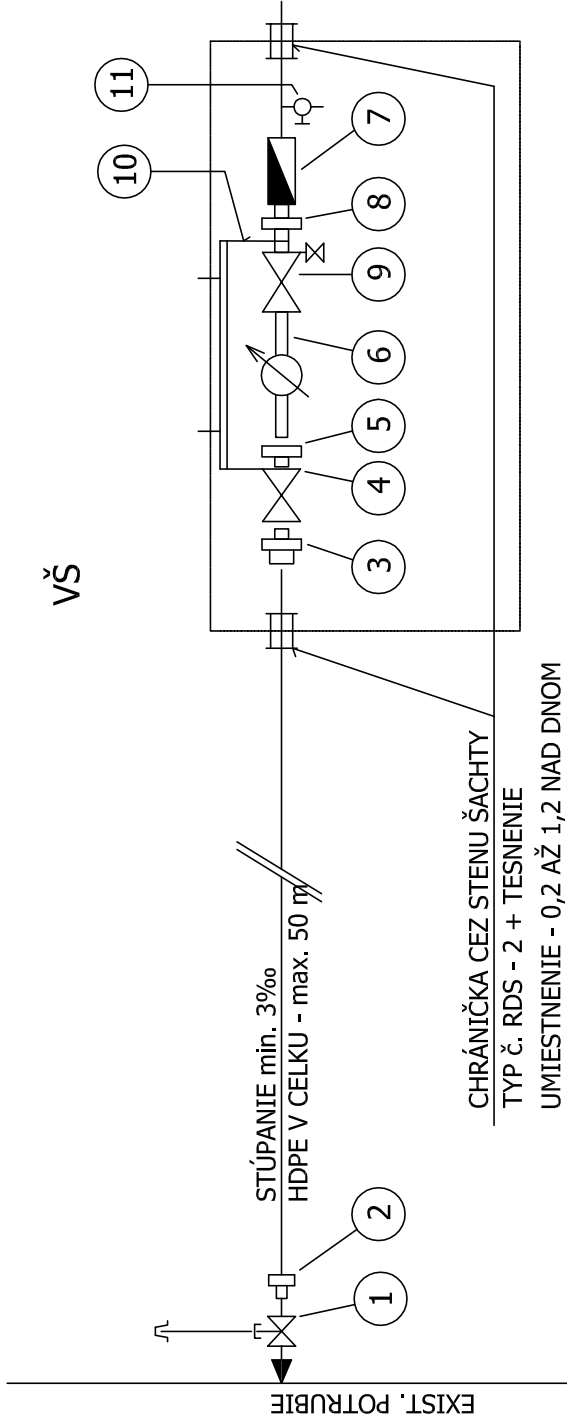 VŠ
EXIST. POTRUBIE
STÚPANIE min. 3‰
HDPE V CELKU - max. 50 m
CHRÁNIČKA CEZ STENU ŠACHTY
TYP č. RDS - 2 + TESNENIE
UMIESTNENIE - 0,2 AŽ 1,2 NAD DNOM
1
2
3
4
5
6
9
8
7
10
11